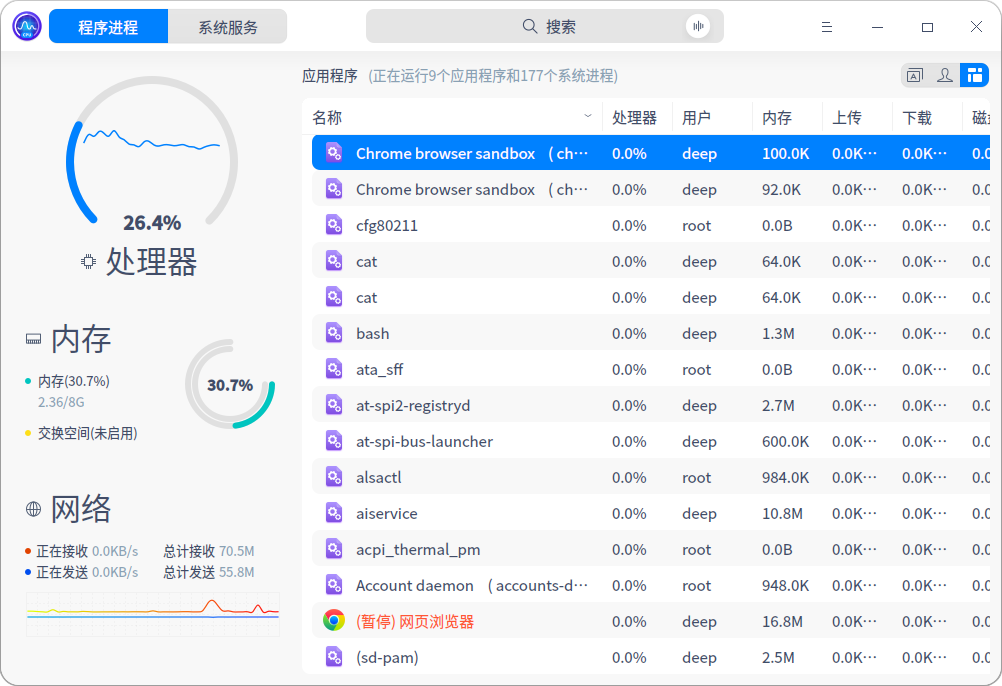 程序进程 系统服务 搜索
应用程序 (正在运行9个应用程序和177个系统进程)
名称 处理器 用户 内存 上传 下载
Chrome browser sandbox ( ch··· 0.0% deep 100.0K 0.0K··· 0.0K··· 0.0
Chrome browser sandbox ( ch··· 0.0% deep 92.0K 0.0K··· 0.0K··· 0.0
cfg80211 0.0% root 0.0B 0.0K··· 0.0K··· 0.0
cat 0.0% deep 64.0K 0.0K··· 0.0K··· 0.0
cat 0.0% deep 64.0K 0.0K··· 0.0K··· 0.0
bash 0.0% deep 1.3M 0.0K··· 0.0K··· 0.0
ata_sff 0.0% root 0.0B 0.0K··· 0.0K··· 0.0
at-spi2-registryd 0.0% deep 2.7M 0.0K··· 0.0K··· 0.0
at-spi-bus-launcher 0.0% deep 600.0K 0.0K··· 0.0K··· 0.0
alsactl 0.0% root 984.0K 0.0K··· 0.0K··· 0.0
aiservice 0.0% deep 10.8M 0.0K··· 0.0K··· 0.0
acpi_thermal_pm 0.0% root 0.0B 0.0K··· 0.0K··· 0.0
Account daemon ( accounts-d··· 0.0% root 948.0K 0.0K··· 0.0K··· 0.0
(暂停) 网页浏览器 0.0% deep 16.8M 0.0K··· 0.0K··· 0.0
(sd-pam) 0.0% deep 2.5M 0.0K··· 0.0K··· 0.0
26.4%
处理器
内存
内存(30.7%)
2.36/8G
交换空间(未启用)
30.7%
网络
正在接收 0.0KB/s 总计接收 70.5M
正在发送 0.0KB/s 总计发送 55.8M